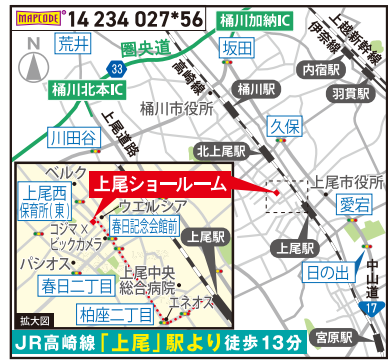 MAPCODE 14 234 027*56
桶川加納IC
荒井
N
圏央道
33
坂田
高崎線
上越新幹線
伊奈線
内宿駅
羽貫駅
桶川北本IC
桶川市役所
桶川駅
川田谷
上尾道路
久保
北上尾駅
ベルク
上尾ショールーム
上尾市役所
上尾西
保育所(東)
ウエルシア
愛宕
コジマ×
ビックカメラ
春日記念会館前
上尾駅
上尾駅
パシオス
上尾中央
総合病院
春日二丁目
日の出
中山道
17
エネオス
柏座二丁目
拡大図
宮原駅
JR高崎線「上尾」駅より徒歩13分